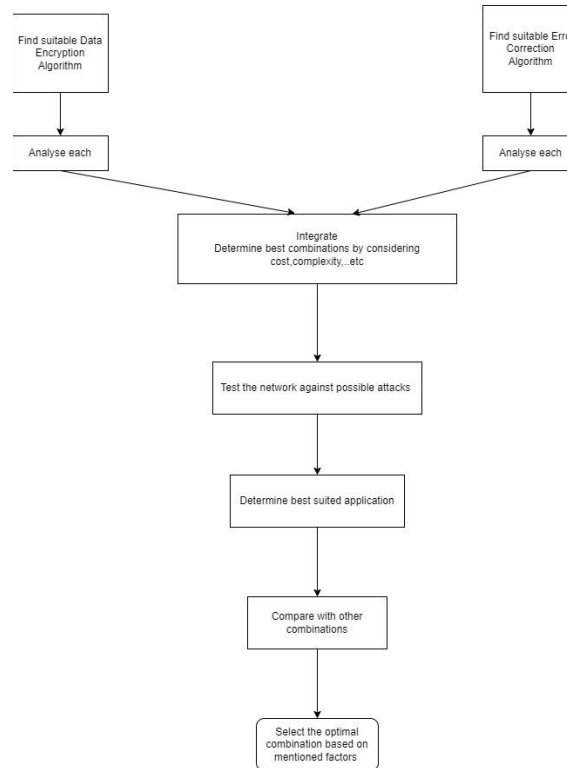 Find suitable Data
Encryption
Algorithm
Find suitable Erro
Correction
Algorithm
Analyse each
Analyse each
Integrate
Determine best combinations by considering
cost,complexity,..etc
Test the network against possible attacks
Determine best suited application
Compare with other
combinations
Select the optimal
combination based on
mentioned factors